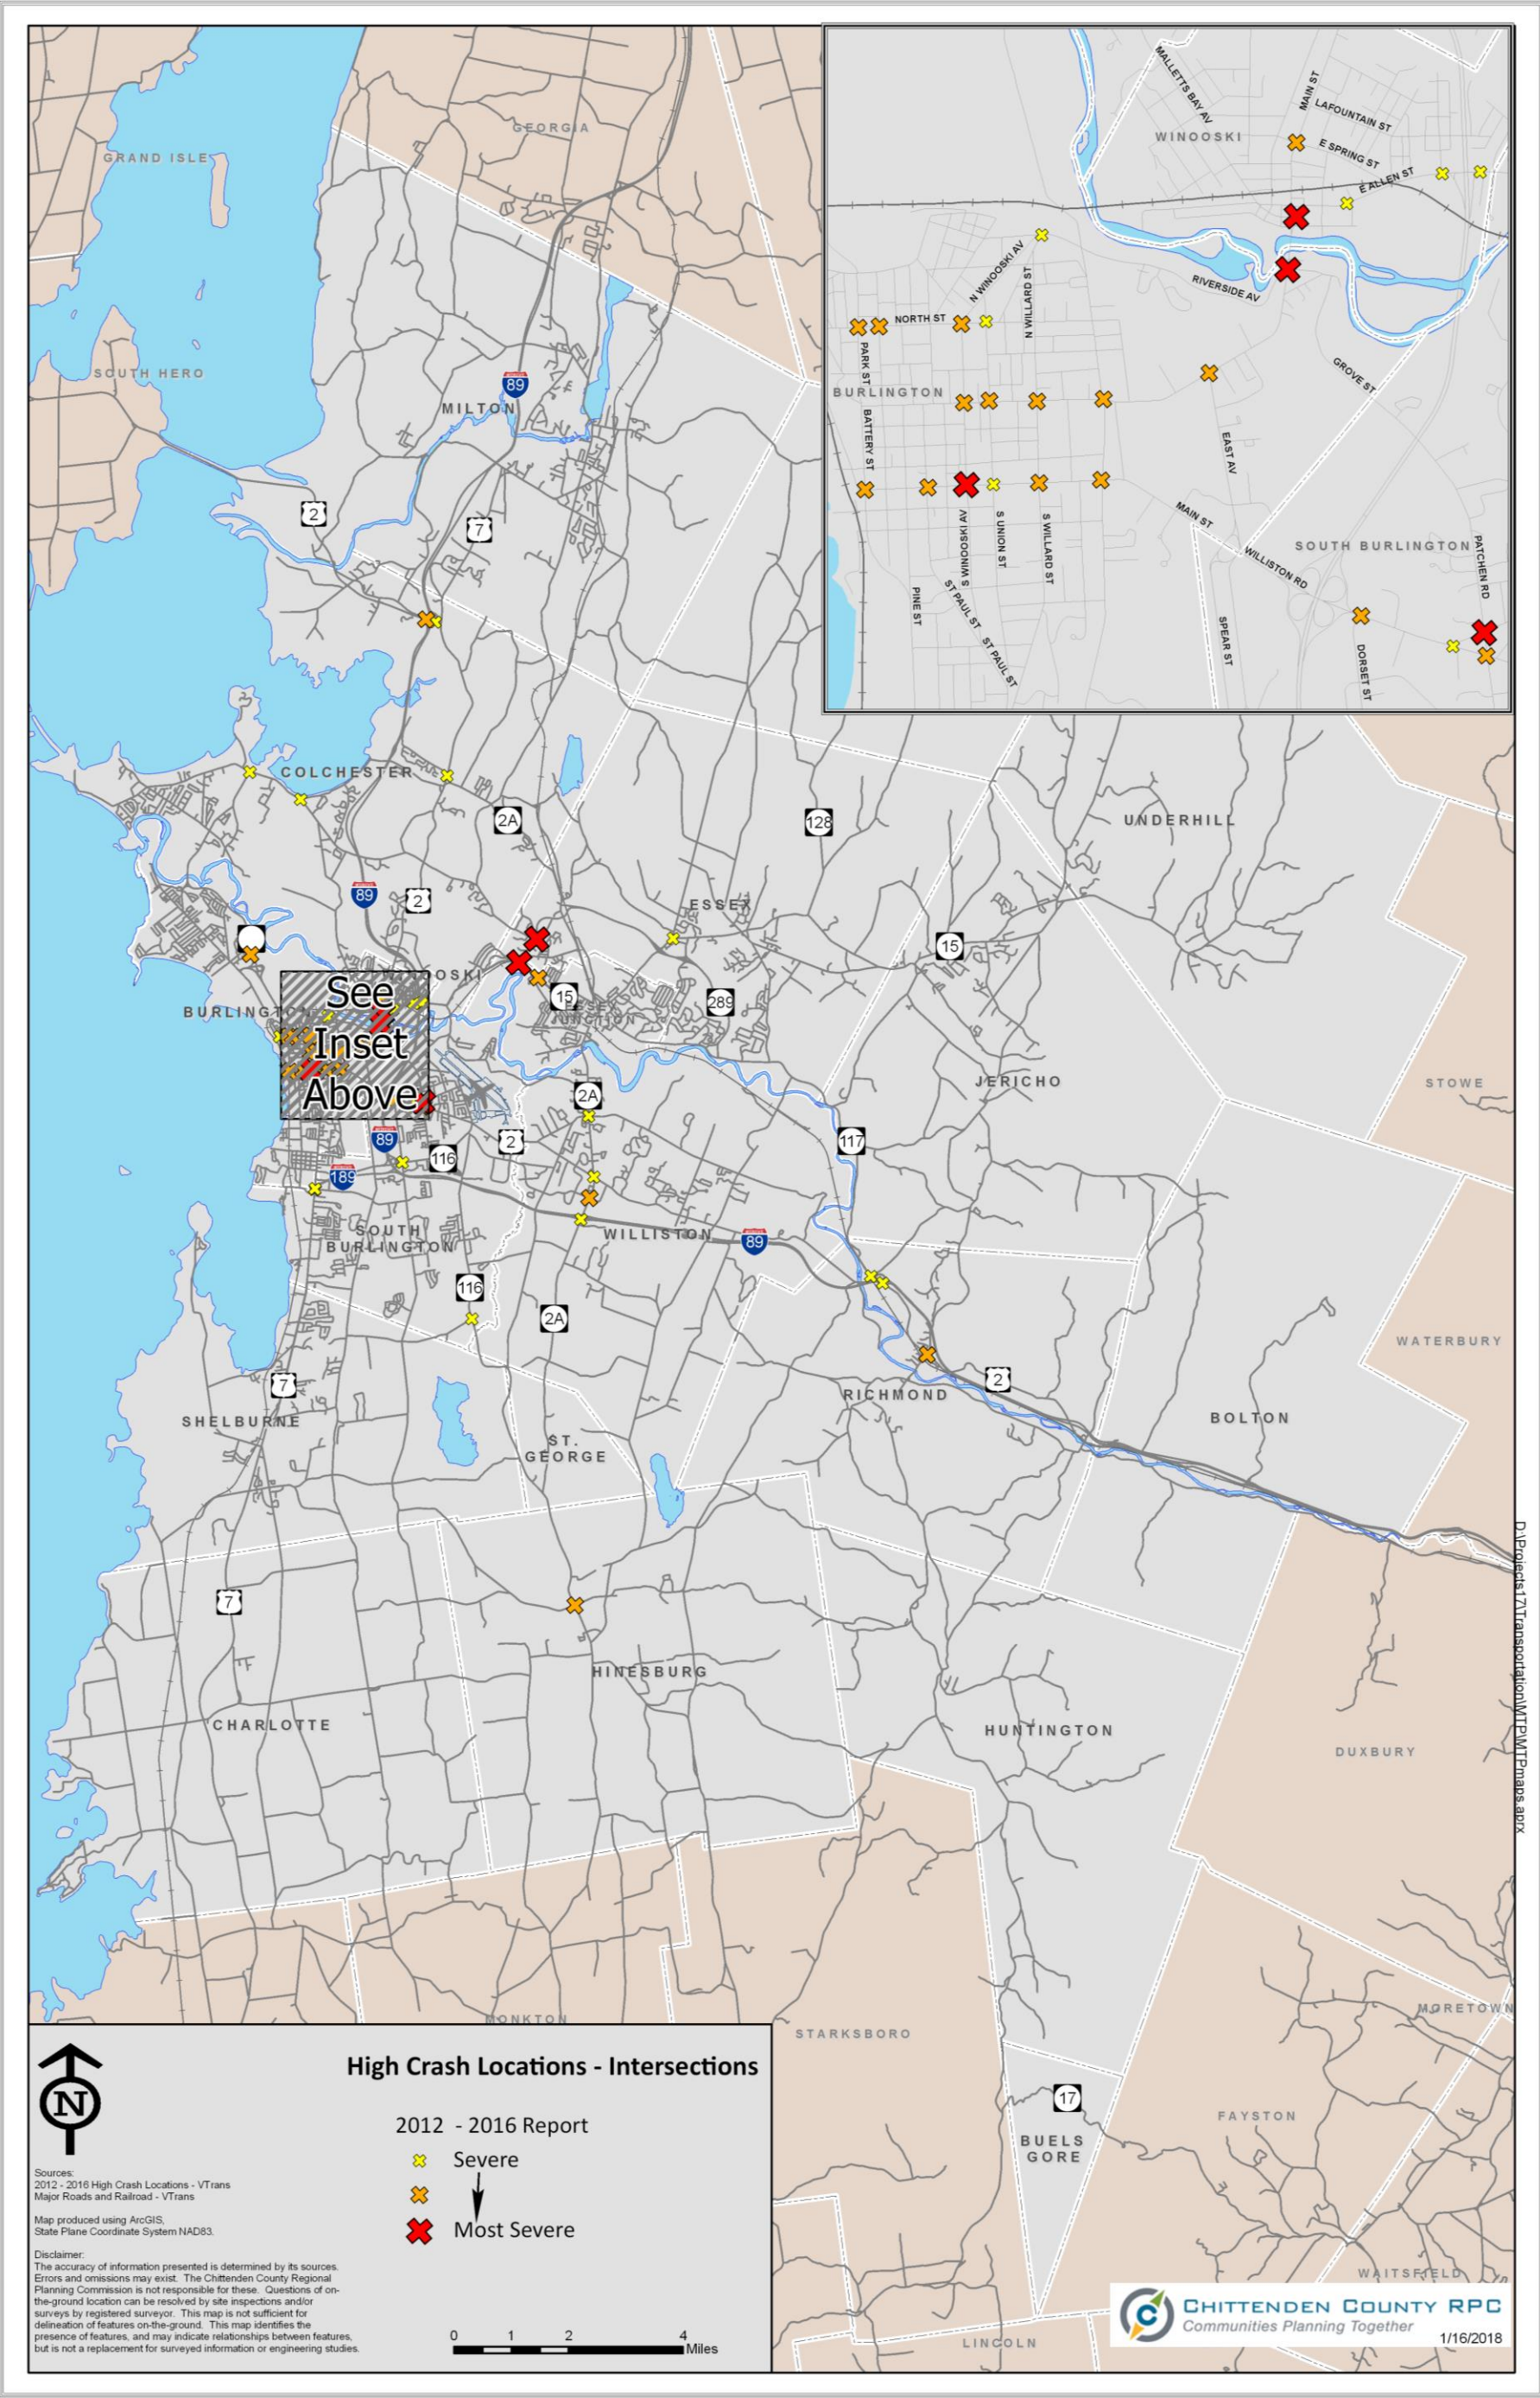 GEORGIA
GRAND ISLE
SOUTH HERO
89
MILTON
2
7
MALLETTS BAY AV
MAIN ST
LAFOUNTAIN ST
WINOOSKI
E SPRING ST
E ALLEN ST
N WINOOSKI AV
N WILLARD ST
RIVERSIDE AV
NORTH ST
PARK ST
GROVE ST
BURLINGTON
BATTERY ST
EAST AV
MAIN ST
S WINOOSKI AV
S UNION ST
S WILLARD ST
SOUTH BURLINGTON
WILLISTON RD
PATCHEN RD
PINE ST
ST PAUL ST
ST PAUL ST
SPEAR ST
DORSET ST
COLCHESTER
2A
128
UNDERHILL
89
2
ESSEX
15
OSKI
15
289
JUNCTION
BURLINGT
See
Inset
Above
JERICHO
STOWE
2A
2
117
89
116
189
SOUTH
BURLINGTON
WILLISTON
89
116
2A
WATERBURY
7
2
RICHMOND
SHELBURNE
BOLTON
ST.
GEORGE
7
HINESBURG
CHARLOTTE
HUNTINGTON
DUXBURY
D:\Projects17\Transportation\MTP\MTPmaps.aprx
MONKTON
STARKSBORO
MORETOWN
17
FAYSTON
BUELS
GORE
WAITSFIELD
LINCOLN
N
High Crash Locations - Intersections
2012 - 2016 Report
Severe
Most Severe
Sources:
2012 - 2016 High Crash Locations - VTrans
Major Roads and Railroad - VTrans
Map produced using ArcGIS,
State Plane Coordinate System NAD83.
Disclaimer:
The accuracy of information presented is determined by its sources.
Errors and omissions may exist. The Chittenden County Regional
Planning Commission is not responsible for these. Questions of on-
the-ground location can be resolved by site inspections and/or
surveys by registered surveyor. This map is not sufficient for
delineation of features on-the-ground. This map identifies the
presence of features, and may indicate relationships between features,
but is not a replacement for surveyed information or engineering studies.
0 1 2 4
Miles
C
CHITTENDEN COUNTY RPC
Communities Planning Together
1/16/2018